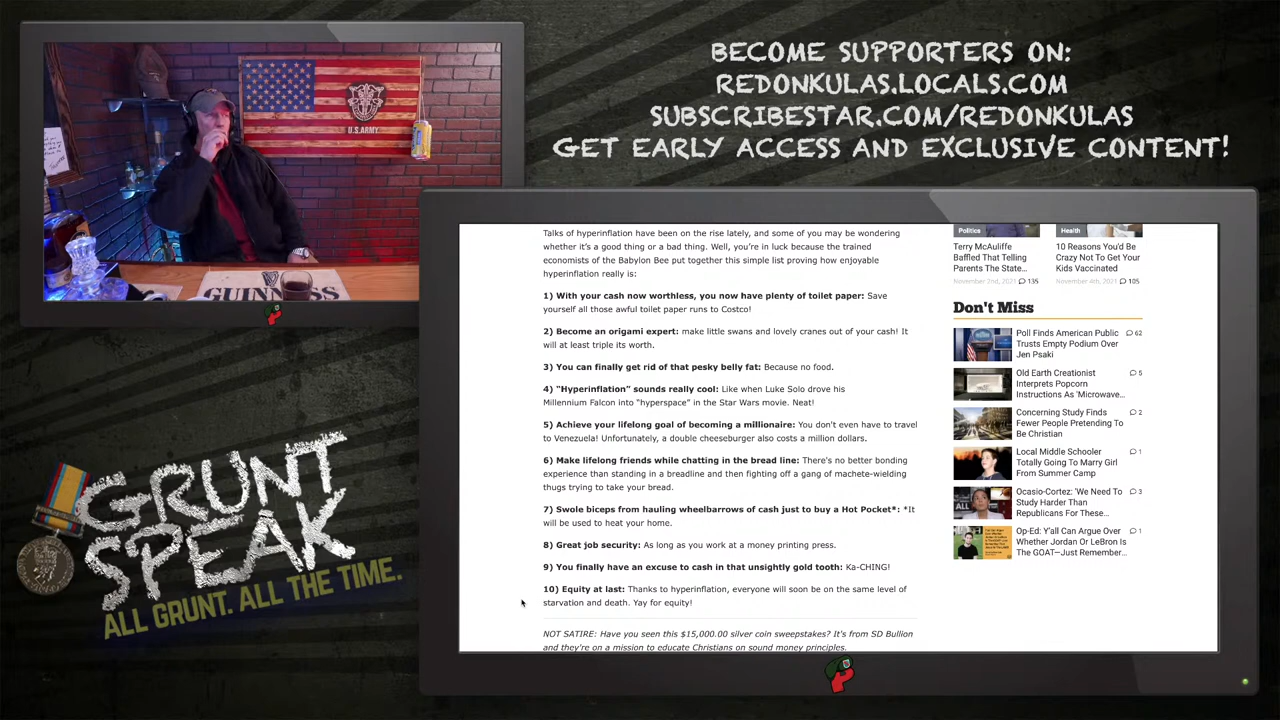 BECOME SUPPORTERS ON:
REDONKULAS.LOCALS.COM
SUBSCRIBESTAR.COM/REDONKULAS
GET EARLY ACCESS AND EXCLUSIVE CONTENT!
U.S. ARMY
GUINNESS
Talks of hyperinflation have been on the rise lately, and some of you may be wondering
whether it's a good thing or a bad thing. Well, you're in luck because the trained
economists of the Babylon Bee put together this simple list proving how enjoyable
hyperinflation really is:
1) With your cash now worthless, you now have plenty of toilet paper: Save
yourself all those awful toilet paper runs to Costco!
2) Become an origami expert: make little swans and lovely cranes out of your cash! It
will at least triple its worth.
3) You can finally get rid of that pesky belly fat: Because no food.
4) “Hyperinflation” sounds really cool: Like when Luke Solo drove his
Millennium Falcon into “hyperspace” in the Star Wars movie. Neat!
5) Achieve your lifelong goal of becoming a millionaire: You don't even have to travel
to Venezuela! Unfortunately, a double cheeseburger also costs a million dollars.
6) Make lifelong friends while chatting in the bread line: There's no better bonding
experience than standing in a breadline and then fighting off a gang of machete-wielding
thugs trying to take your bread.
7) Swole biceps from hauling wheelbarrows of cash just to buy a Hot Pocket*: *It
will be used to heat your home.
8) Great job security: As long as you work at a money printing press.
9) You finally have an excuse to cash in that unsightly gold tooth: Ka-CHING!
10) Equity at last: Thanks to hyperinflation, everyone will soon be on the same level of
starvation and death. Yay for equity!
NOT SATIRE: Have you seen this $15,000.00 silver coin sweepstakes? It's from SD Bullion
and they're on a mission to educate Christians on sound money principles.
Politics
Terry McAuliffe
Baffled That Telling
Parents The State...
November 2nd, 2021 135
Health
10 Reasons You'd Be
Crazy Not To Get Your
Kids Vaccinated
November 4th, 2021 105
Don't Miss
Poll Finds American Public 62
Trusts Empty Podium Over
Jen Psaki
Old Earth Creationist 5
Interprets Popcorn
Instructions As 'Microwave...
Concerning Study Finds 2
Fewer People Pretending To
Be Christian
Local Middle Schooler 1
Totally Going To Marry Girl
From Summer Camp
Ocasio-Cortez: 'We Need To 3
Study Harder Than
Republicans For These...
Op-Ed: Y'all Can Argue Over 1
Whether Jordan Or LeBron Is
The GOAT—Just Remember...
GRUNT
SPEAK
ALL GRUNT. ALL THE TIME.